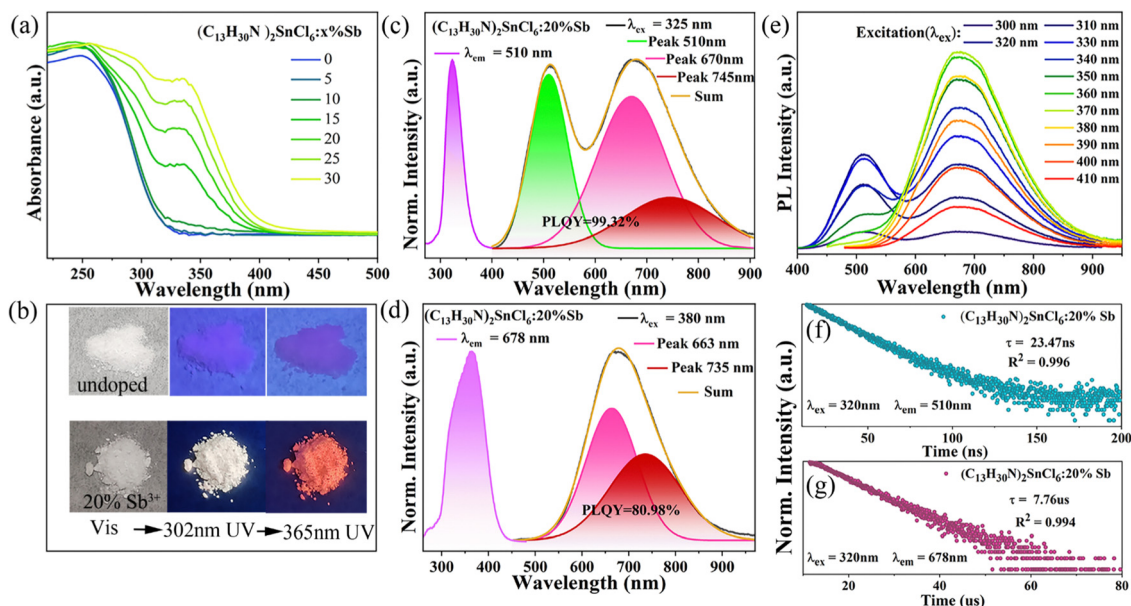 (a)
(C₁₃H₃₀N )₂SnCl₆:x%Sb
0
5
10
15
20
25
30
Absorbance (a.u.)
250 300 350 400 450 500
Wavelength (nm)
(b)
undoped
20% Sb³⁺
Vis → 302nm UV → 365nm UV
(c)
(C₁₃H₃₀N)₂SnCl₆:20%Sb
λₑₘ = 510 nm
λₑₓ = 325 nm
Peak 510nm
Peak 670nm
Peak 745nm
Sum
PLQY=99.32%
Norm. Intensity (a.u.)
300 400 500 600 700 800 900
Wavelength (nm)
(d)
(C₁₃H₃₀N)₂SnCl₆:20%Sb
λₑₘ = 678 nm
λₑₓ = 380 nm
Peak 663 nm
Peak 735 nm
Sum
PLQY=80.98%
Norm. Intensity (a.u.)
300 400 500 600 700 800 900
Wavelength (nm)
(e)
Excitation(λₑₓ):
300 nm
320 nm
310 nm
330 nm
340 nm
350 nm
360 nm
370 nm
380 nm
390 nm
400 nm
410 nm
PL Intensity (a.u.)
400 500 600 700 800 900
Wavelength (nm)
(f)
(C₁₃H₃₀N)₂SnCl₆:20% Sb
τ = 23.47ns
R² = 0.996
λₑₓ = 320nm λₑₘ = 510nm
50 100 150 200
Time (ns)
Norm. Intensity (a.u.)
(g)
(C₁₃H₃₀N)₂SnCl₆:20% Sb
τ = 7.76us
R² = 0.994
λₑₓ = 320nm λₑₘ = 678nm
20 40 60 80
Time (us)